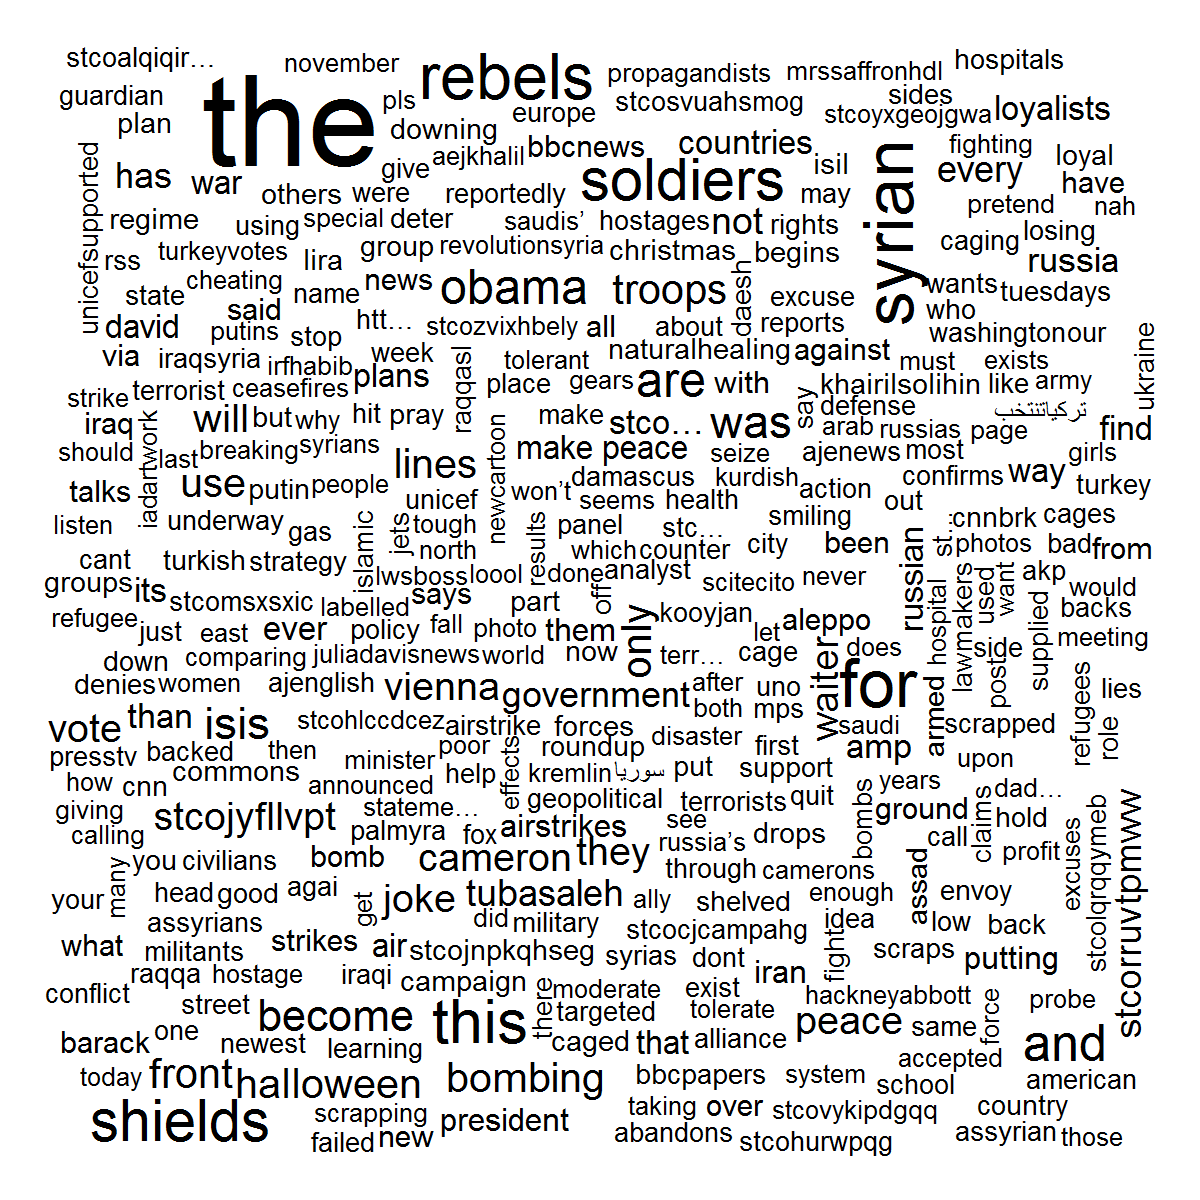 stcoalqiqir… november rebels propagandists mrssaffronhdl hospitals
guardian the pls europe stcosvuahsmog sides stcoyxgeojgwa loyalists
plan downing bbcnews countries fighting
unicefsupported has war give aejkhalil soldiers isil syrian every loyal
others were reportedly may have
regime using special deter saudis’ hostages not rights pretend nah
turkeyvotes group revolutionsyria christmas begins caging losing
rss lira russia
cheating news obama troops daesh excuse wants tuesdays
state name who
david said htt… stcozvixhbely all about reports washingtonour
putins stop
via iraqsyria irfhabib week tolerant naturalhealing against must exists ukraine
strike terrorist ceasefires plans raqqasl place gears are with khairilsolihin like army
iraq will but why hit pray make stco… was say defense تركياتنتخب
should last breaking syrians lines newcartoon make peace seize arab russias page find
iadartwork ajenews most girls
talks use putin people unicef won’t damascus kurdish action confirms way turkey
listen underway gas islamic jets tough results seems health smiling out
panel stc… st… cnnbrk cages
cant turkish strategy north which counter city been russian photos bad from
groups its lwsboss loool done analyst scitecito never akp would
refugee stcomsxsxic labelled says part off only kooyjan aleppo hospital lawmakers used want supplied backs
just east ever policy fall photo them let does side meeting
down comparing juliadavisnews world now terr… cage waiter for post
denies women ajenglish vienna government after uno armed refugees lies
vote than isis stcohlccdcez airstrike forces both mps saudi scrapped role
presstv backed then minister poor effects roundup disaster first amp upon
how cnn commons announced help kremlin سوريا put support years
giving stateme… geopolitical terrorists quit bombs ground claims dad…
calling stcojyfllvpt palmyra fox airstrikes see drops call hold stcolqrqqymeb stcorruvtpmww
you civilians bomb cameron they russia’s profit excuses
through camerons
your many head good agai get joke tubasaleh ally shelved enough assad envoy
assyrians did military stcocjcampahg idea low back
what militants strikes air stcojnpkqhseg syrias dont fight scraps putting
raqqa hostage iraqi campaign iran
conflict street there moderate exist hackneyabbott force probe
one become this targeted tolerate peace same and
barack newest learning caged that alliance accepted
today front halloween bombing bbcpapers system school american
shields scrapping president taking over stcovykipdgqq country
failed new abandons stcohurwpqg assyrian those